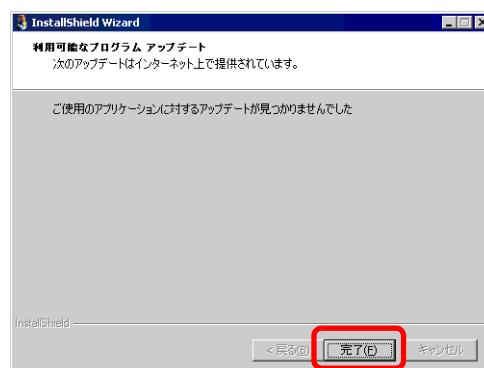 InstallShield Wizard
利用可能なプログラム アップデート
次のアップデートはインターネット上で提供されています。
ご使用のアプリケーションに対するアップデートが見つかりませんでした
InstallShield
< 戻る(B)
完了(F)
キャンセル